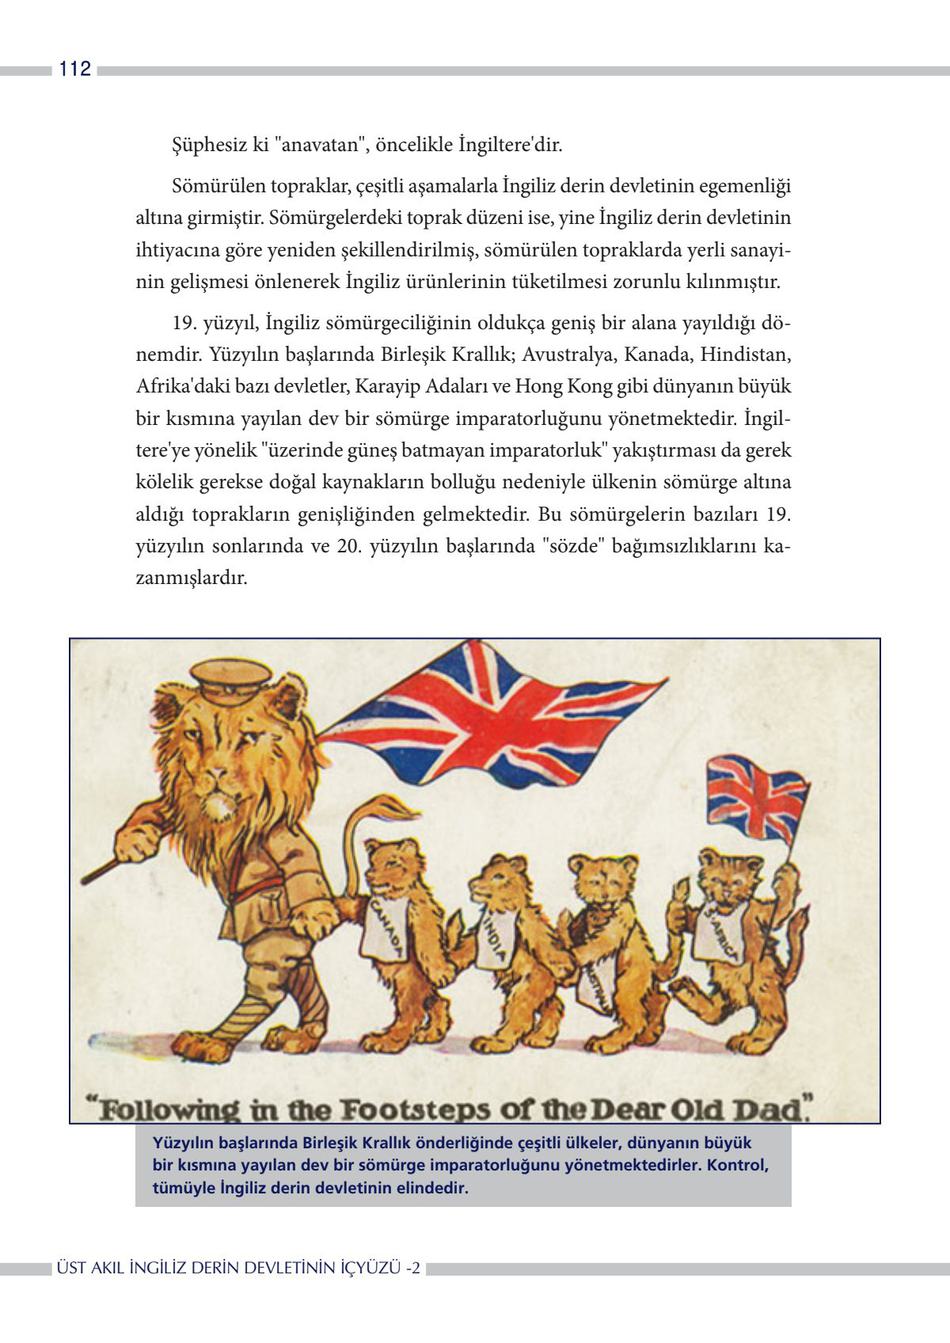 112
Şüphesiz ki "anavatan", öncelikle İngiltere'dir.
Sömürülen topraklar, çeşitli aşamalarla İngiliz derin devletinin egemenliği
altına girmiştir. Sömürgelerdeki toprak düzeni ise, yine İngiliz derin devletinin
ihtiyacına göre yeniden şekillendirilmiş, sömürülen topraklarda yerli sanayi-
nin gelişmesi önlenerek İngiliz ürünlerinin tüketilmesi zorunlu kılınmıştır.
19. yüzyıl, İngiliz sömürgeciliğinin oldukça geniş bir alana yayıldığı dö-
nemdir. Yüzyılın başlarında Birleşik Krallık; Avustralya, Kanada, Hindistan,
Afrika'daki bazı devletler, Karayip Adaları ve Hong Kong gibi dünyanın büyük
bir kısmına yayılan dev bir sömürge imparatorluğunu yönetmektedir. İngil-
tere'ye yönelik "üzerinde güneş batmayan imparatorluk" yakıştırması da gerek
kölelik gerekse doğal kaynakların bolluğu nedeniyle ülkenin sömürge altına
aldığı toprakların genişliğinden gelmektedir. Bu sömürgelerin bazıları 19.
yüzyılın sonlarında ve 20. yüzyılın başlarında "sözde" bağımsızlıklarını ka-
zanmışlardır.
CANADA
INDIA
AUSTRALIA
S. AFRICA
"Following in the Footsteps of the Dear Old Dad."
Yüzyılın başlarında Birleşik Krallık önderliğinde çeşitli ülkeler, dünyanın büyük
bir kısmına yayılan dev bir sömürge imparatorluğunu yönetmektedirler. Kontrol,
tümüyle İngiliz derin devletinin elindedir.
ÜST AKIL İNGİLİZ DERİN DEVLETİNİN İÇYÜZÜ -2